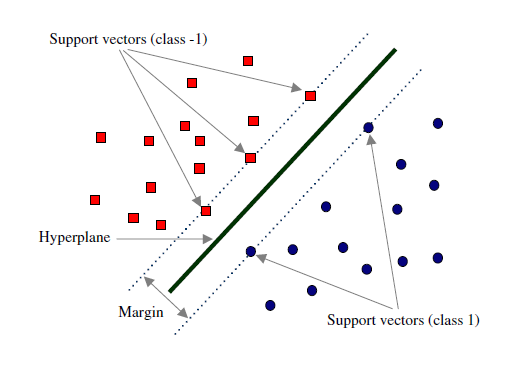 Support vectors (class -1)
Hyperplane
Margin
Support vectors (class 1)